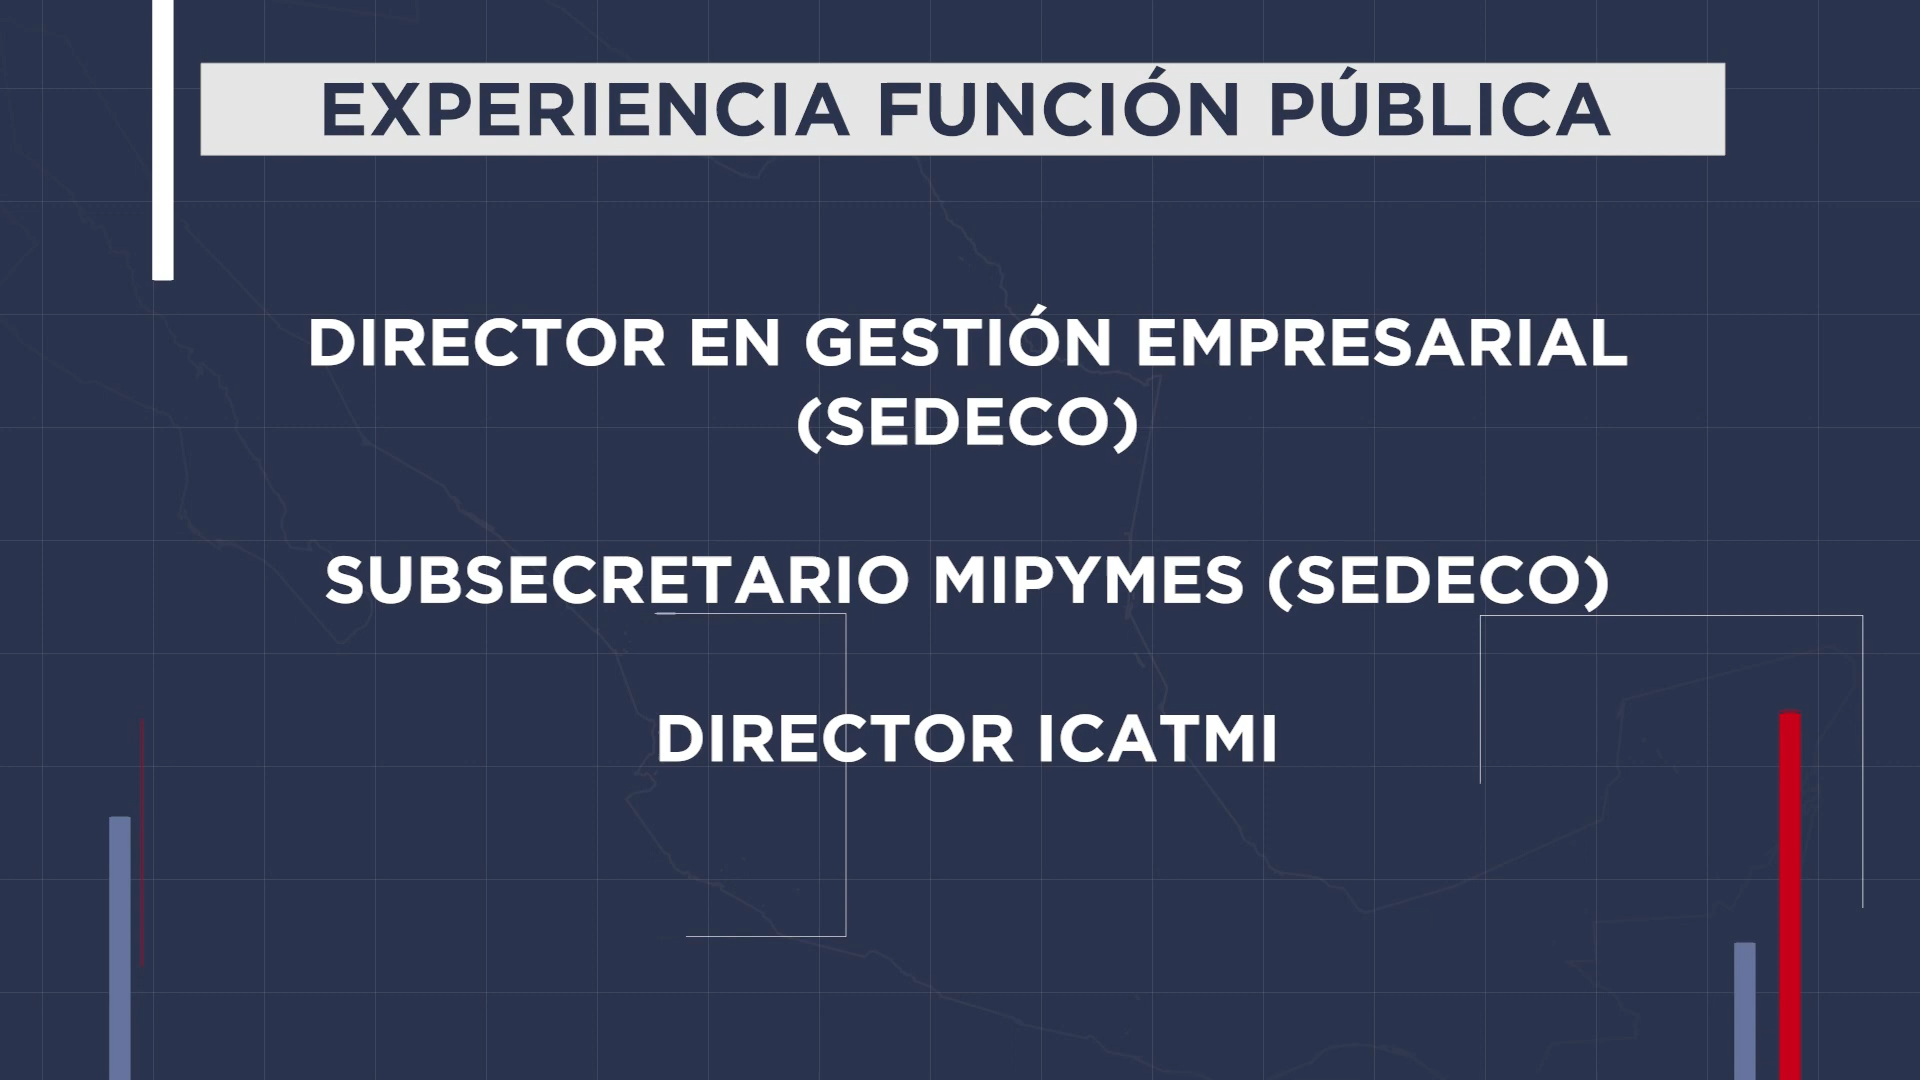 EXPERIENCIA FUNCIÓN PÚBLICA
DIRECTOR EN GESTIÓN EMPRESARIAL
(SEDECO)
SUBSECRETARIO MIPYMES (SEDECO)
DIRECTOR ICATMI